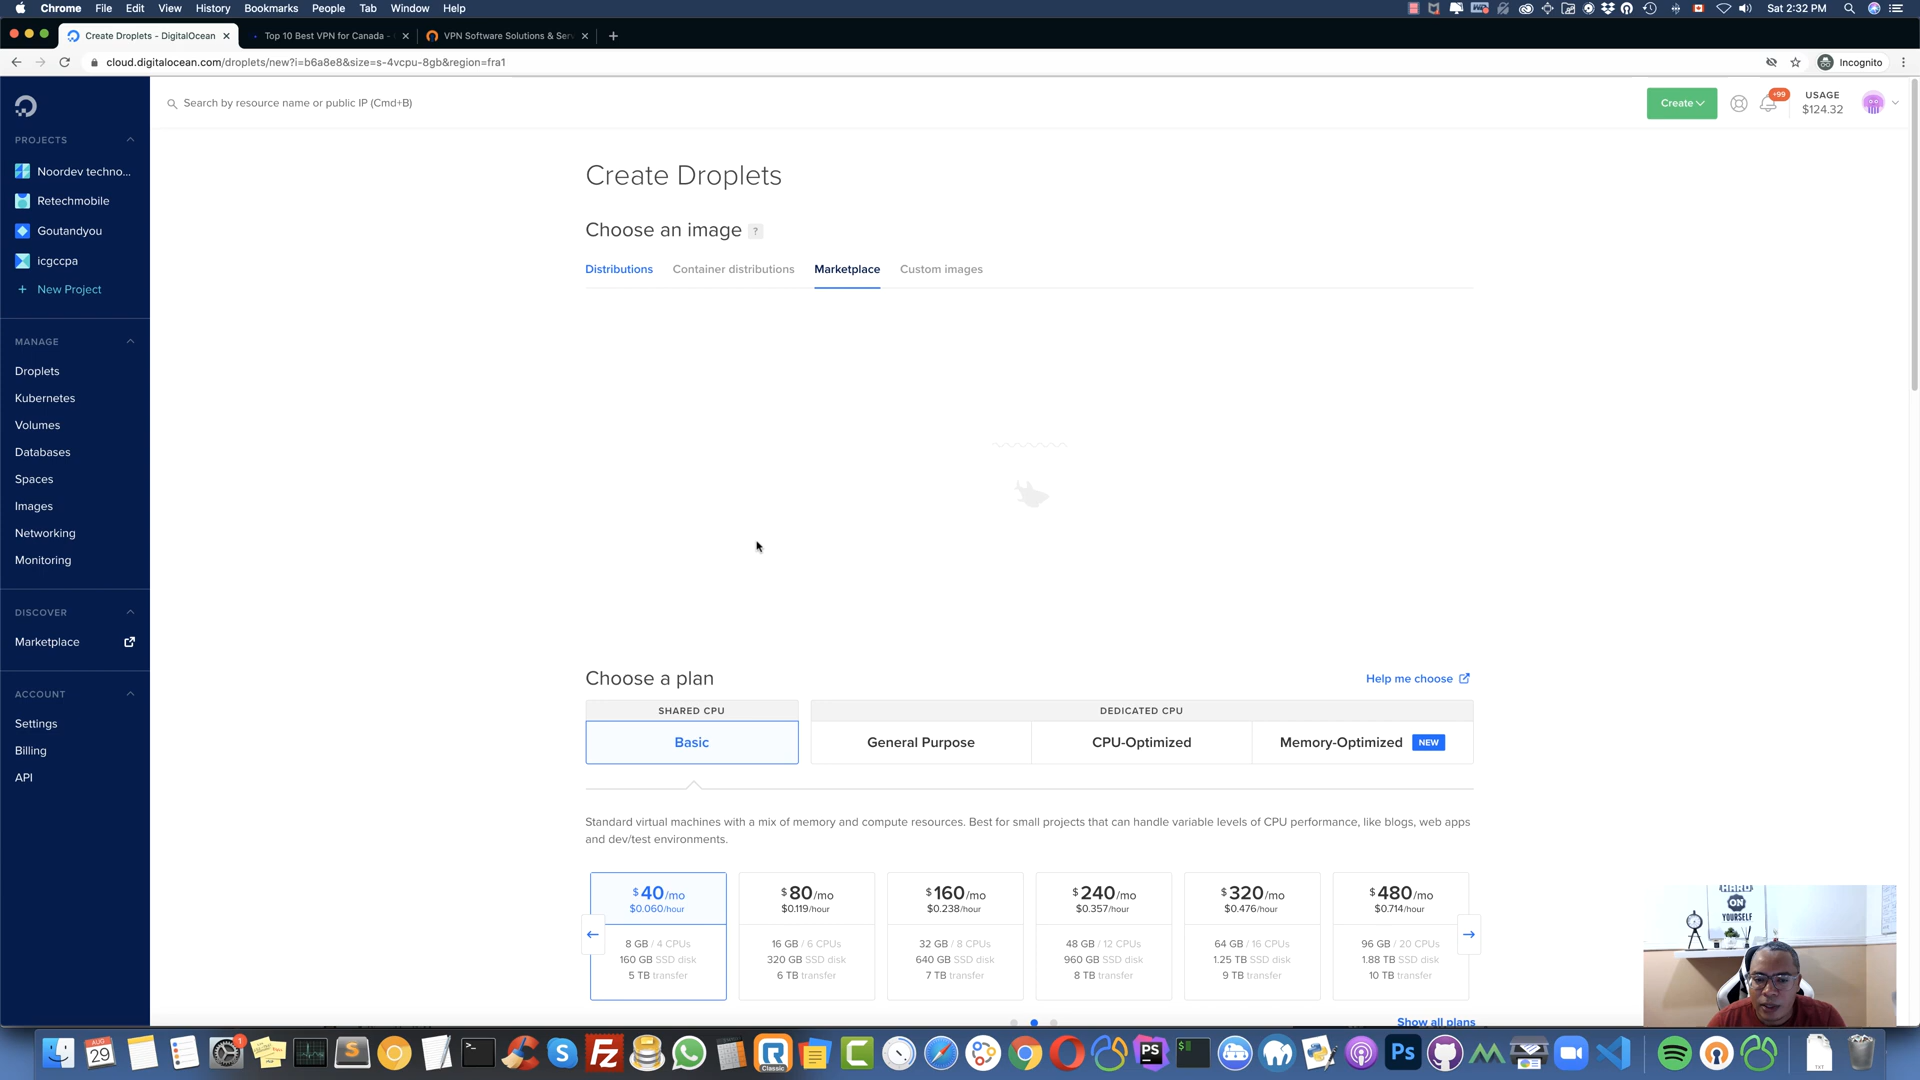 Chrome File Edit View History Bookmarks People Tab Window Help
Sat 2:32 PM
Create Droplets - DigitalOcean
Top 10 Best VPN for Canada -
VPN Software Solutions & Ser
cloud.digitalocean.com/droplets/new?i=b6a8e8&size=s-4vcpu-8gb&region=fra1
Incognito
Search by resource name or public IP (Cmd+B)
Create
+99
USAGE
$124.32
PROJECTS
Noordev techno...
Retechmobile
Goutandyou
icgccpa
+ New Project
MANAGE
Droplets
Kubernetes
Volumes
Databases
Spaces
Images
Networking
Monitoring
DISCOVER
Marketplace
ACCOUNT
Settings
Billing
API
Create Droplets
Choose an image ?
Distributions Container distributions Marketplace Custom images
Choose a plan
Help me choose
SHARED CPU
DEDICATED CPU
Basic
General Purpose
CPU-Optimized
Memory-Optimized NEW
Standard virtual machines with a mix of memory and compute resources. Best for small projects that can handle variable levels of CPU performance, like blogs, web apps
and dev/test environments.
$40/mo $80/mo $160/mo $240/mo $320/mo $480/mo
$0.060/hour $0.119/hour $0.238/hour $0.357/hour $0.476/hour $0.714/hour
8 GB / 4 CPUs 16 GB / 6 CPUs 32 GB / 8 CPUs 48 GB / 12 CPUs 64 GB / 16 CPUs 96 GB / 20 CPUs
160 GB SSD disk 320 GB SSD disk 640 GB SSD disk 960 GB SSD disk 1.25 TB SSD disk 1.88 TB SSD disk
5 TB transfer 6 TB transfer 7 TB transfer 8 TB transfer 9 TB transfer 10 TB transfer
Show all plans
HARD
ON
YOURSELF
AUG
29
1
Classic
PS
Ps
TXT